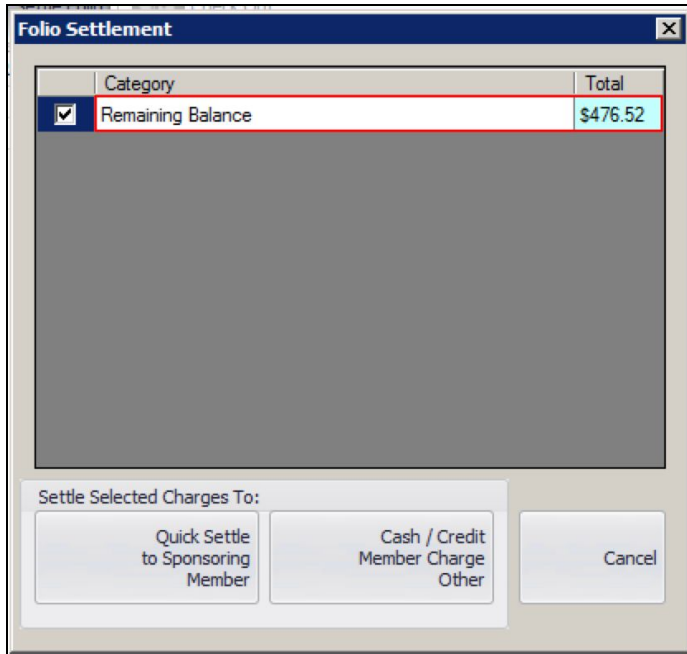 Folio Settlement
Category Total
Remaining Balance $476.52
Settle Selected Charges To:
Quick Settle
to Sponsoring
Member
Cash / Credit
Member Charge
Other
Cancel